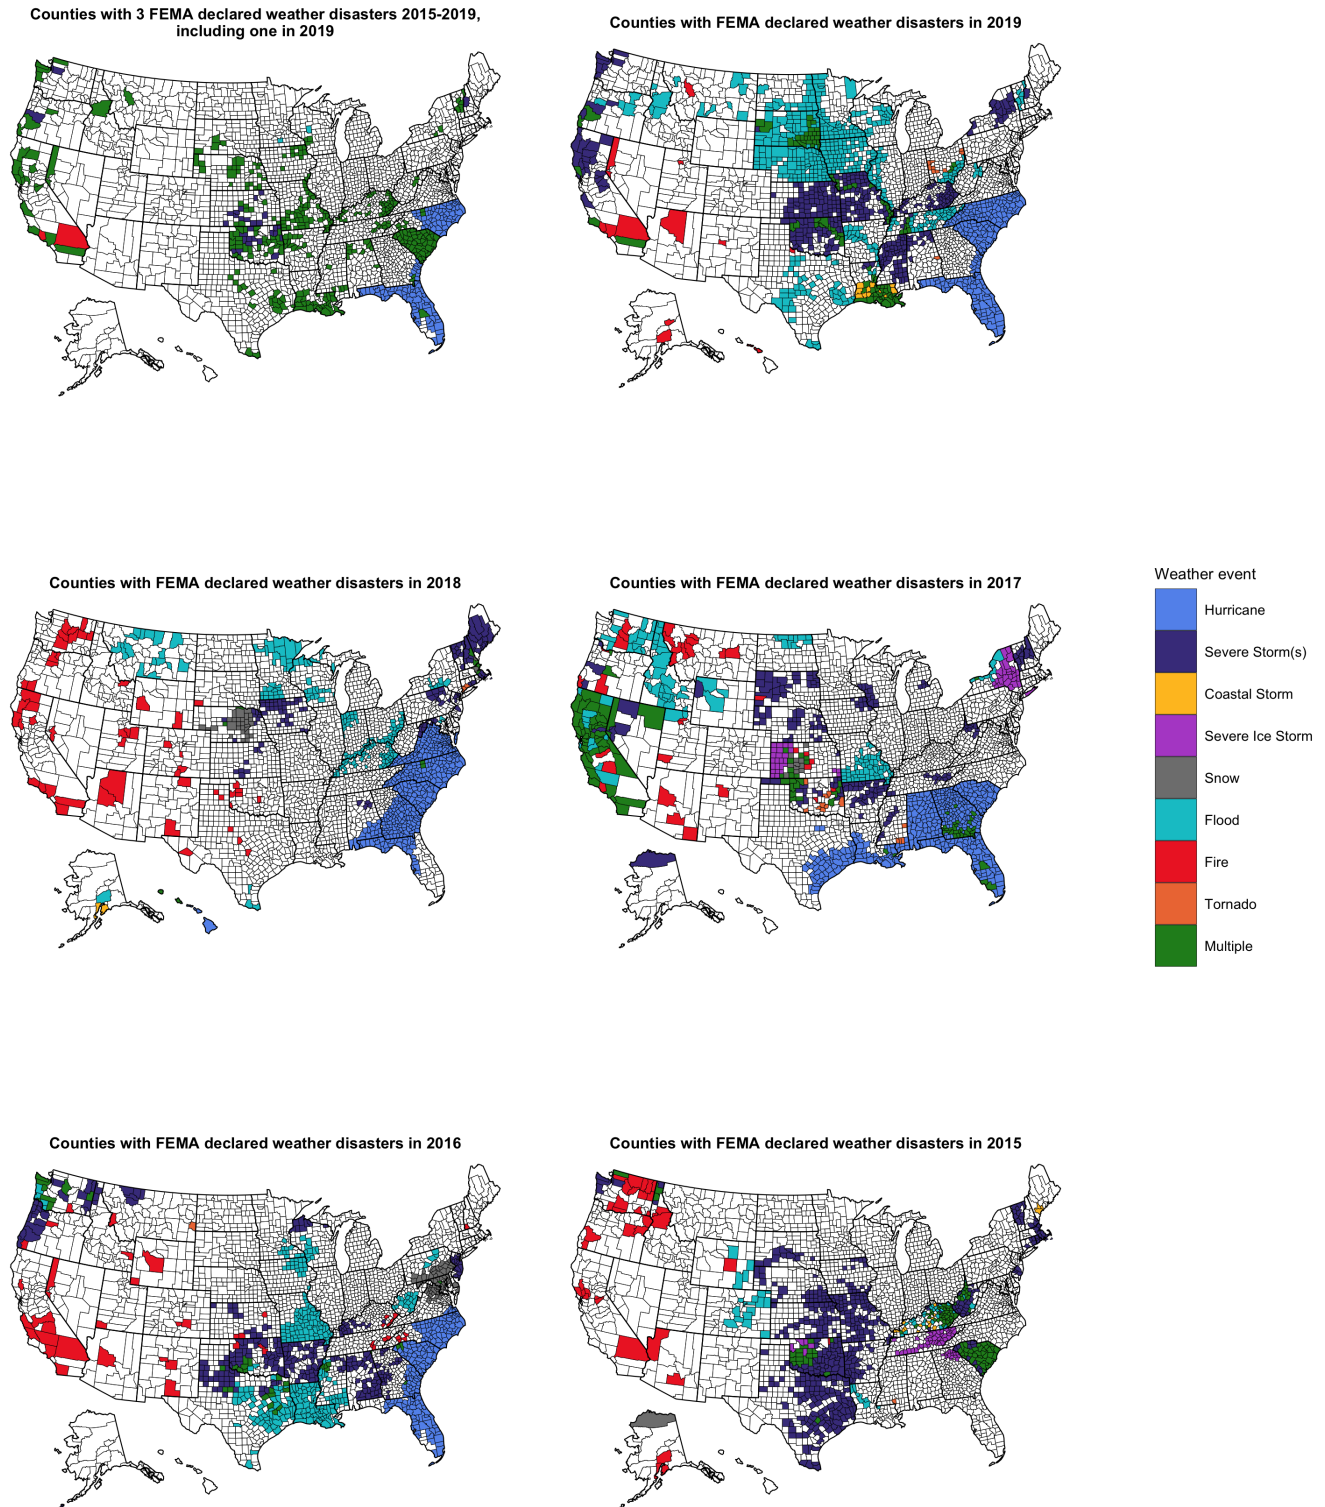 Counties with 3 FEMA declared weather disasters 2015-2019,
including one in 2019
Counties with FEMA declared weather disasters in 2019
Counties with FEMA declared weather disasters in 2018
Counties with FEMA declared weather disasters in 2017
Weather event
Hurricane
Severe Storm(s)
Coastal Storm
Severe Ice Storm
Snow
Flood
Fire
Tornado
Multiple
Counties with FEMA declared weather disasters in 2016
Counties with FEMA declared weather disasters in 2015